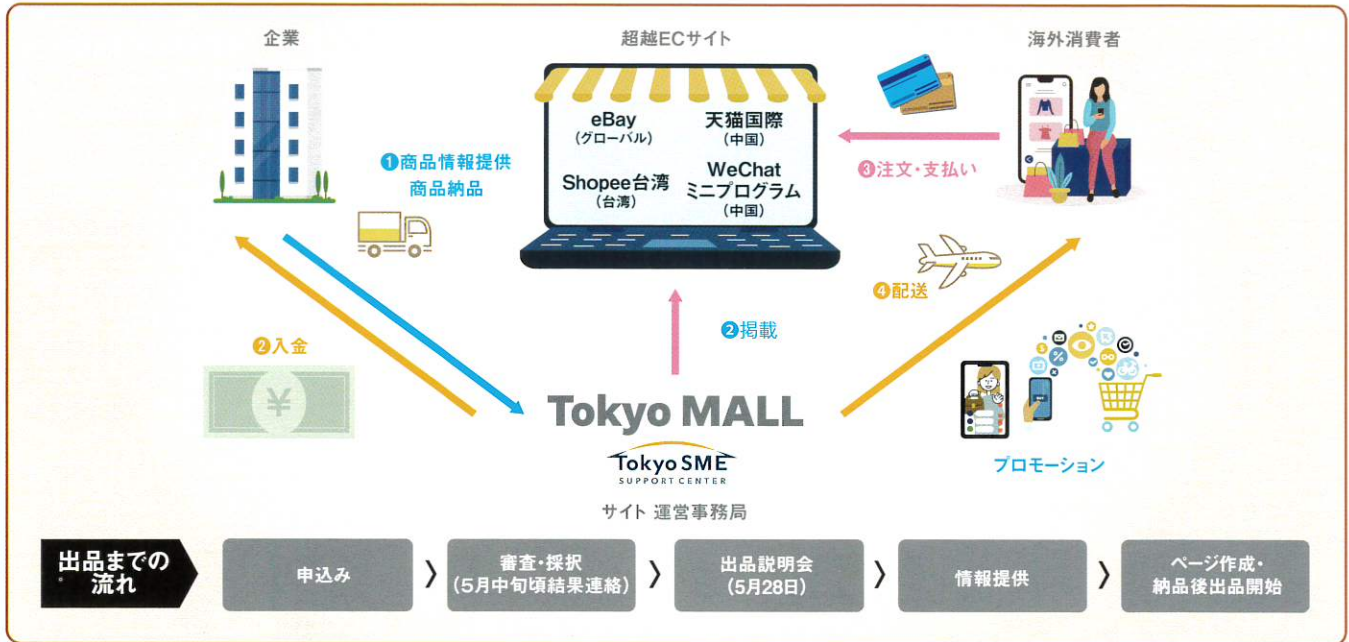 企業
超越ECサイト
海外消費者
eBay
(グローバル)
天猫国際
(中国)
Shopee台湾
(台湾)
WeChat
ミニプログラム
(中国)
❶商品情報提供
商品納品
❸注文・支払い
❹配送
❷入金
❷掲載
¥
Tokyo MALL
Tokyo SME
SUPPORT CENTER
サイト 運営事務局
プロモーション
出品までの
流れ
申込み
審査・採択
(5月中旬頃結果連絡)
出品説明会
(5月28日)
情報提供
ページ作成・
納品後出品開始